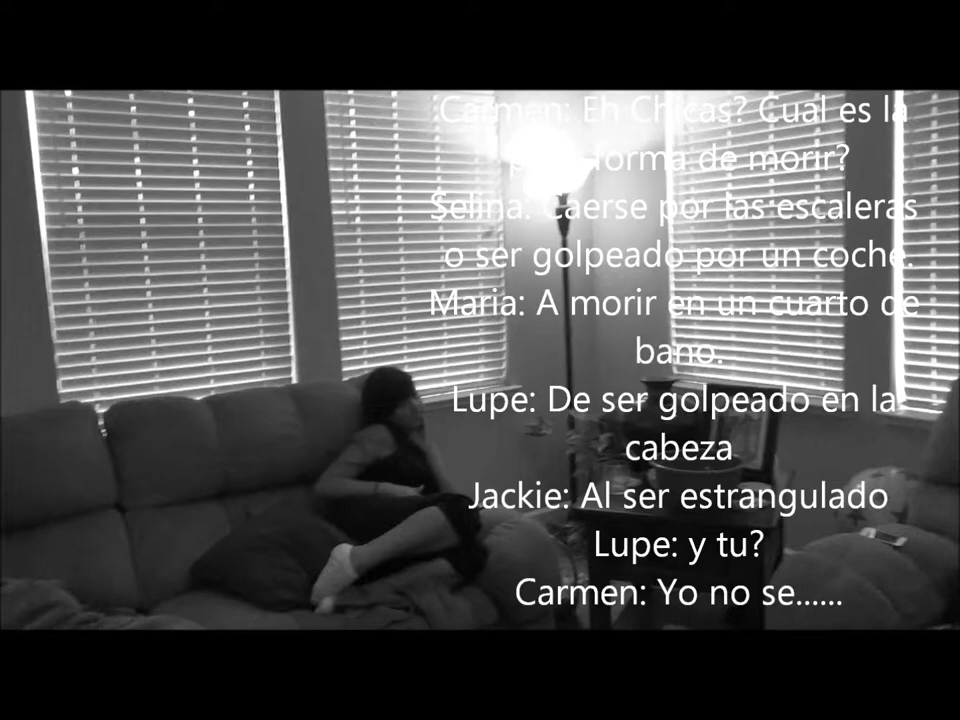 Carmen: Eh Chicas? Cual es la
forma de morir?
Selina: Caerse por las escaleras
o ser golpeado por un coche.
Maria: A morir en un cuarto de
bano.
Lupe: De ser golpeado en la
cabeza
Jackie: Al ser estrangulado
Lupe: y tu?
Carmen: Yo no se......